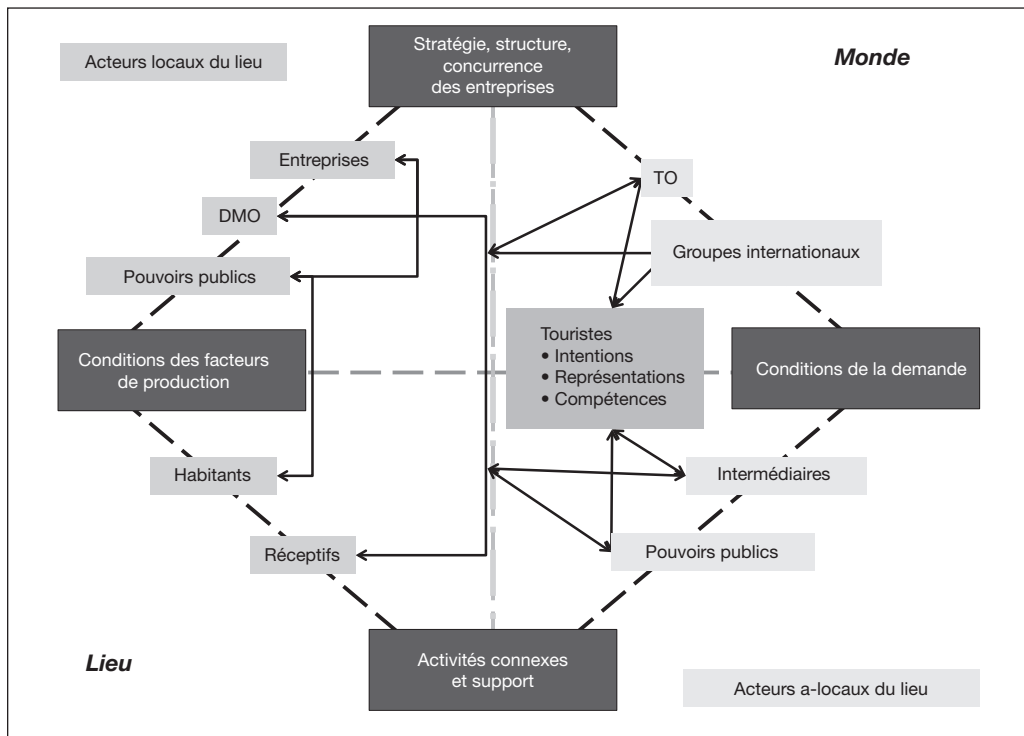 Stratégie, structure,
concurrence
des entreprises
Acteurs locaux du lieu
Monde
Entreprises
TO
DMO
Groupes internationaux
Pouvoirs publics
Touristes
• Intentions
• Représentations
• Compétences
Conditions des facteurs
de production
Conditions de la demande
Habitants
Intermédiaires
Réceptifs
Pouvoirs publics
Lieu
Activités connexes
et support
Acteurs a-locaux du lieu